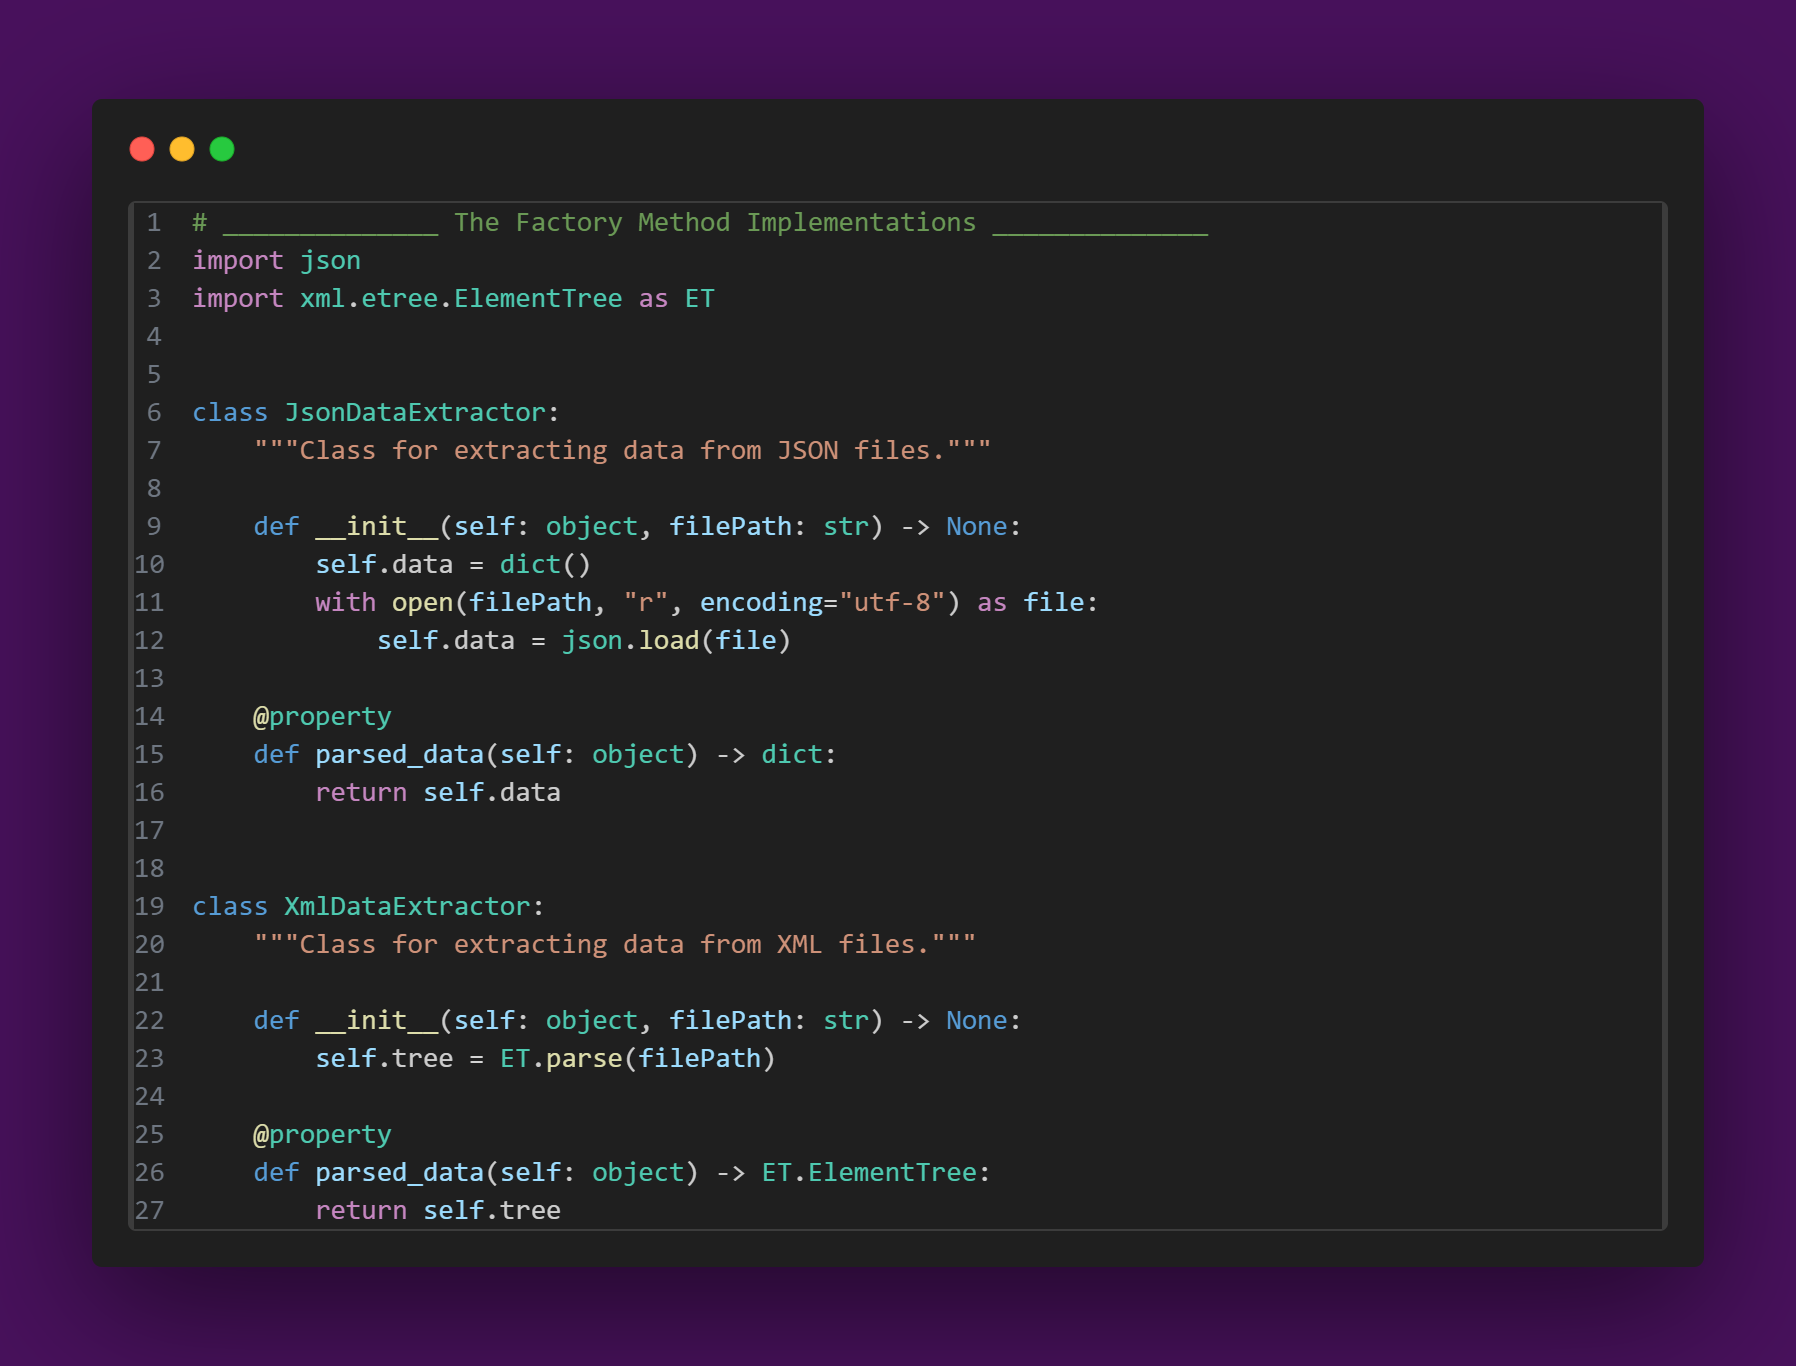 1 # ______________ The Factory Method Implementations ______________
2 import json
3 import xml.etree.ElementTree as ET
4
5
6 class JsonDataExtractor:
7     """Class for extracting data from JSON files."""
8
9     def __init__(self: object, filePath: str) -> None:
10         self.data = dict()
11         with open(filePath, "r", encoding="utf-8") as file:
12             self.data = json.load(file)
13
14     @property
15     def parsed_data(self: object) -> dict:
16         return self.data
17
18
19 class XmlDataExtractor:
20     """Class for extracting data from XML files."""
21
22     def __init__(self: object, filePath: str) -> None:
23         self.tree = ET.parse(filePath)
24
25     @property
26     def parsed_data(self: object) -> ET.ElementTree:
27         return self.tree